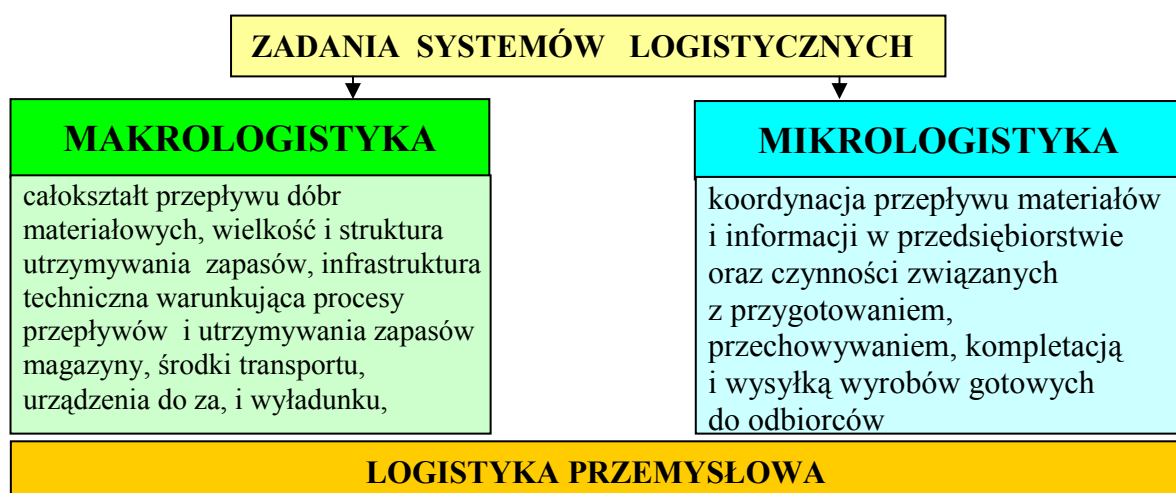 ZADANIA SYSTEMÓW LOGISTYCZNYCH
MAKROLOGISTYKA
całokształt przepływu dóbr
materiałowych, wielkość i struktura
utrzymywania zapasów, infrastruktura
techniczna warunkująca procesy
przepływów i utrzymywania zapasów
magazyny, środki transportu,
urządzenia do za, i wyładunku,
MIKROLOGISTYKA
koordynacja przepływu materiałów
i informacji w przedsiębiorstwie
oraz czynności związanych
z przygotowaniem,
przechowywaniem, kompletacją
i wysyłką wyrobów gotowych
do odbiorców
LOGISTYKA PRZEMYSŁOWA